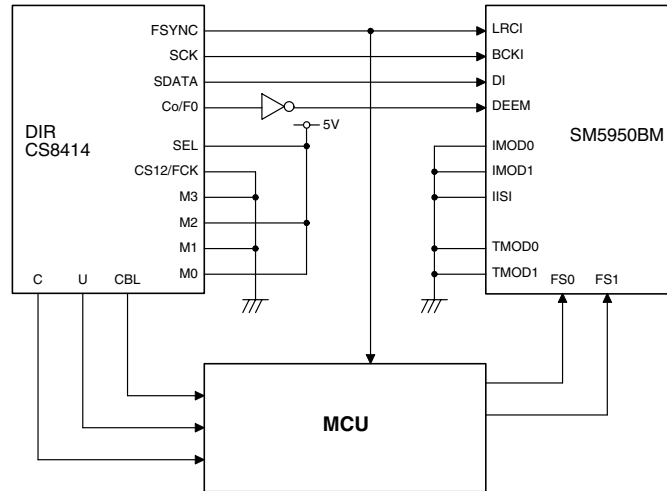 FSYNC
SCK
SDATA
Co/F0
5V
DIR
CS8414
SEL
CS12/FCK
M3
M2
M1
M0
C U CBL
LRCI
BCKI
DI
DEEM
SM5950BM
IMOD0
IMOD1
IISI
TMOD0
TMOD1
FS0 FS1
MCU